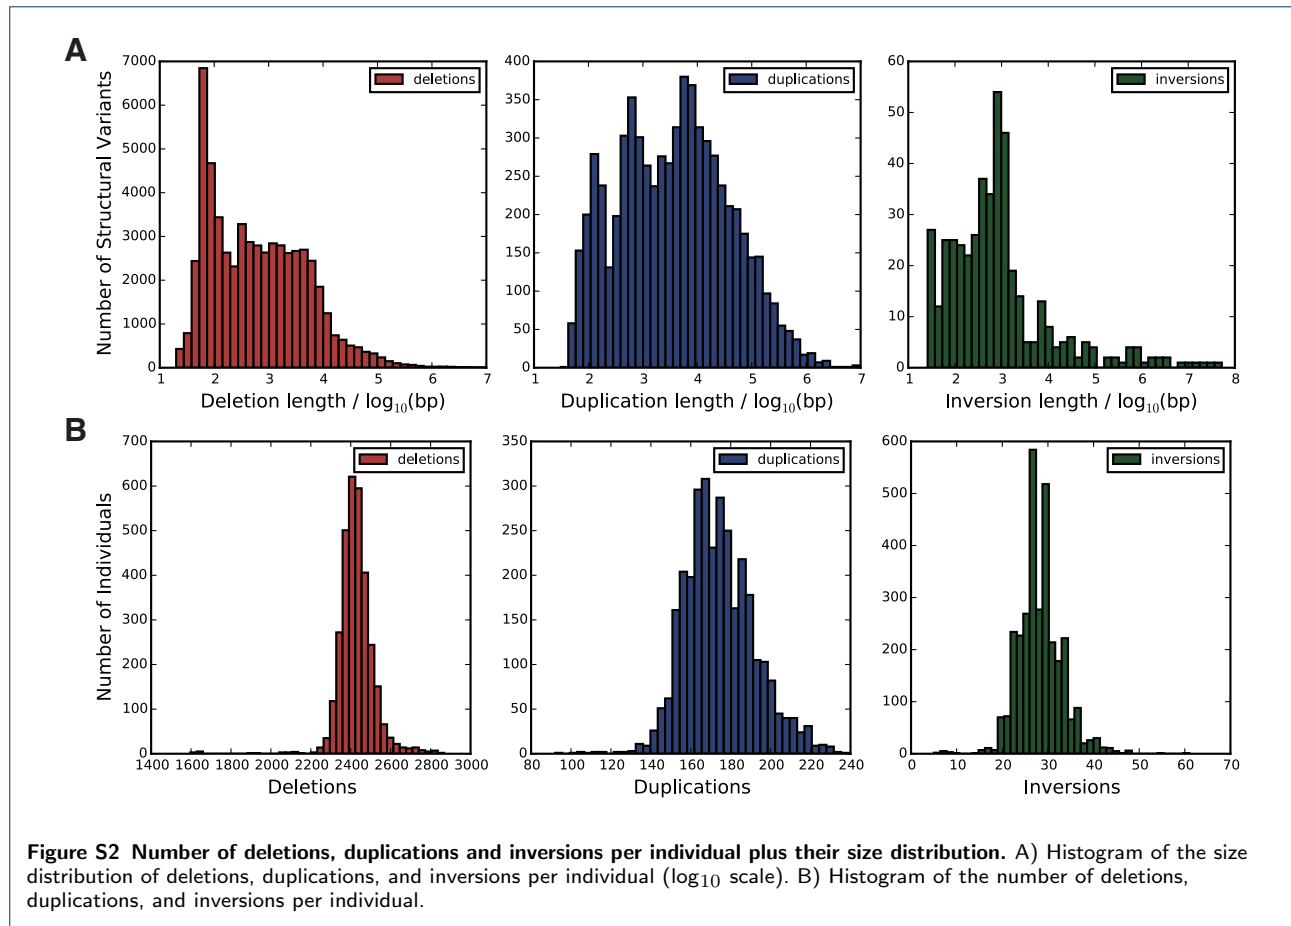 A
7000
6000
5000
4000
3000
2000
1000
0
1 2 3 4 5 6 7
deletions
Number of Structural Variants
Deletion length / log10(bp)
400
350
300
250
200
150
100
50
0
1 2 3 4 5 6 7
duplications
Duplication length / log10(bp)
60
50
40
30
20
10
0
1 2 3 4 5 6 7 8
inversions
Inversion length / log10(bp)
B
700
600
500
400
300
200
100
0
1400 1600 1800 2000 2200 2400 2600 2800 3000
deletions
Number of Individuals
Deletions
350
300
250
200
150
100
50
0
80 100 120 140 160 180 200 220 240
duplications
Duplications
600
500
400
300
200
100
0
0 10 20 30 40 50 60 70
inversions
Inversions
Figure S2 Number of deletions, duplications and inversions per individual plus their size distribution. A) Histogram of the size
distribution of deletions, duplications, and inversions per individual (log10 scale). B) Histogram of the number of deletions,
duplications, and inversions per individual.